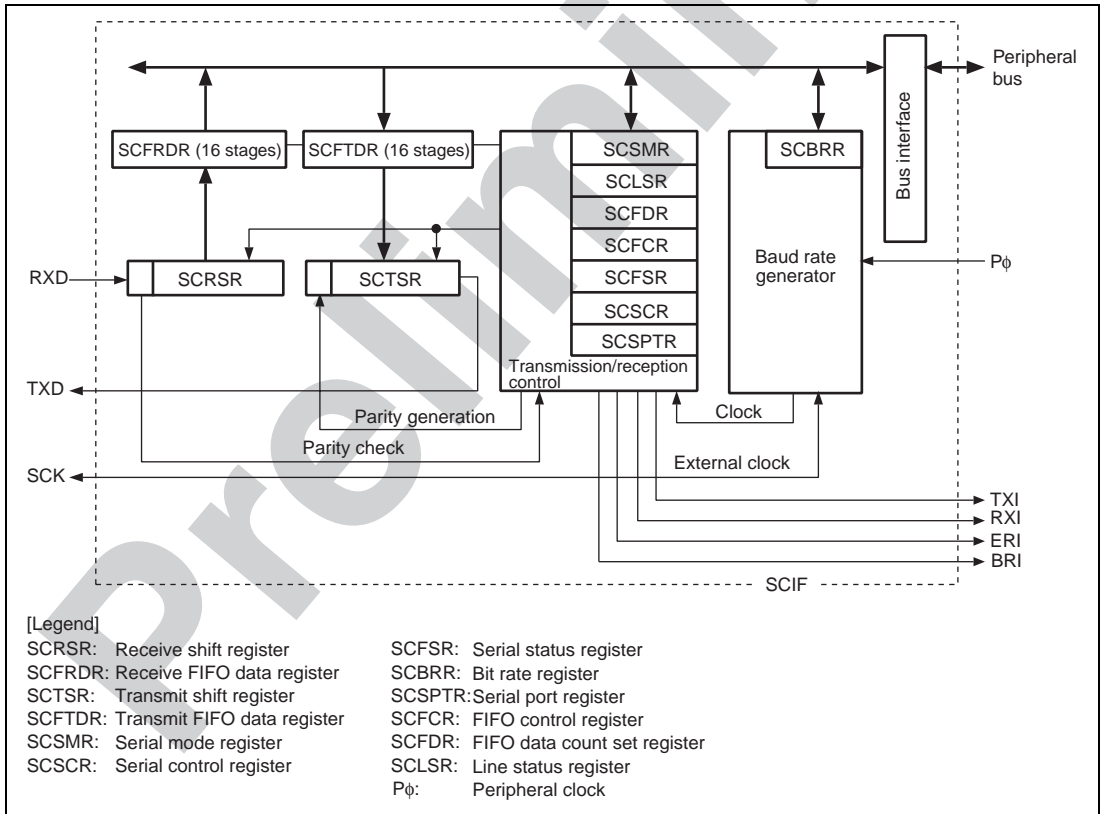 Peripheral
bus
Bus interface
SCFRDR (16 stages)
SCFTDR (16 stages)
SCSMR
SCBRR
SCLSR
SCFDR
SCFCR
SCFSR
SCSCR
SCSPTR
Transmission/reception
control
Baud rate
generator
Pϕ
RXD
SCRSR
SCTSR
TXD
Parity generation
Clock
Parity check
SCK
External clock
TXI
RXI
ERI
BRI
SCIF
[Legend]
SCRSR: Receive shift register
SCFRDR: Receive FIFO data register
SCTSR: Transmit shift register
SCFTDR: Transmit FIFO data register
SCSMR: Serial mode register
SCSCR: Serial control register
SCFSR: Serial status register
SCBRR: Bit rate register
SCSPTR:Serial port register
SCFCR: FIFO control register
SCFDR: FIFO data count set register
SCLSR: Line status register
Pϕ: Peripheral clock
Prelimin